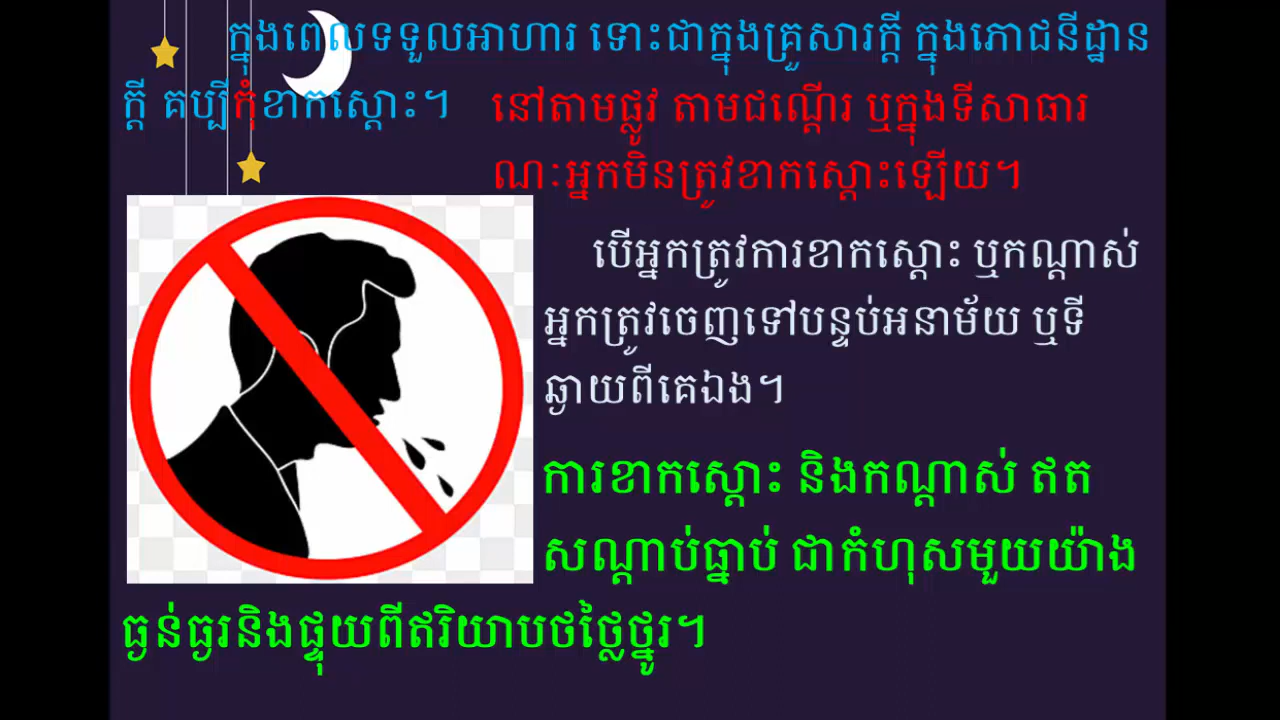 ក្នុងពេលទទួលអាហារ ទោះជាក្នុងគ្រួសារក្តី ក្នុងភោជនីដ្ឋាន
ក្តី គប្បីកុំខាកស្តោះ។
នៅតាមផ្លូវ តាមជណ្តើរ ឬក្នុងទីសាធារ
ណៈអ្នកមិនត្រូវខាកស្តោះឡើយ។
បើអ្នកត្រូវការខាកស្តោះ ឬកណ្តាស់
អ្នកត្រូវចេញទៅបន្ទប់អនាម័យ ឬទី
ឆ្ងាយពីគេឯង។
ការខាកស្តោះ និងកណ្តាស់ ឥត
សណ្តាប់ធ្នាប់ ជាកំហុសមួយយ៉ាង
ធ្ងន់ធ្ងរនិងផ្ទុយពីឥរិយាបថថ្លៃថ្នូរ។